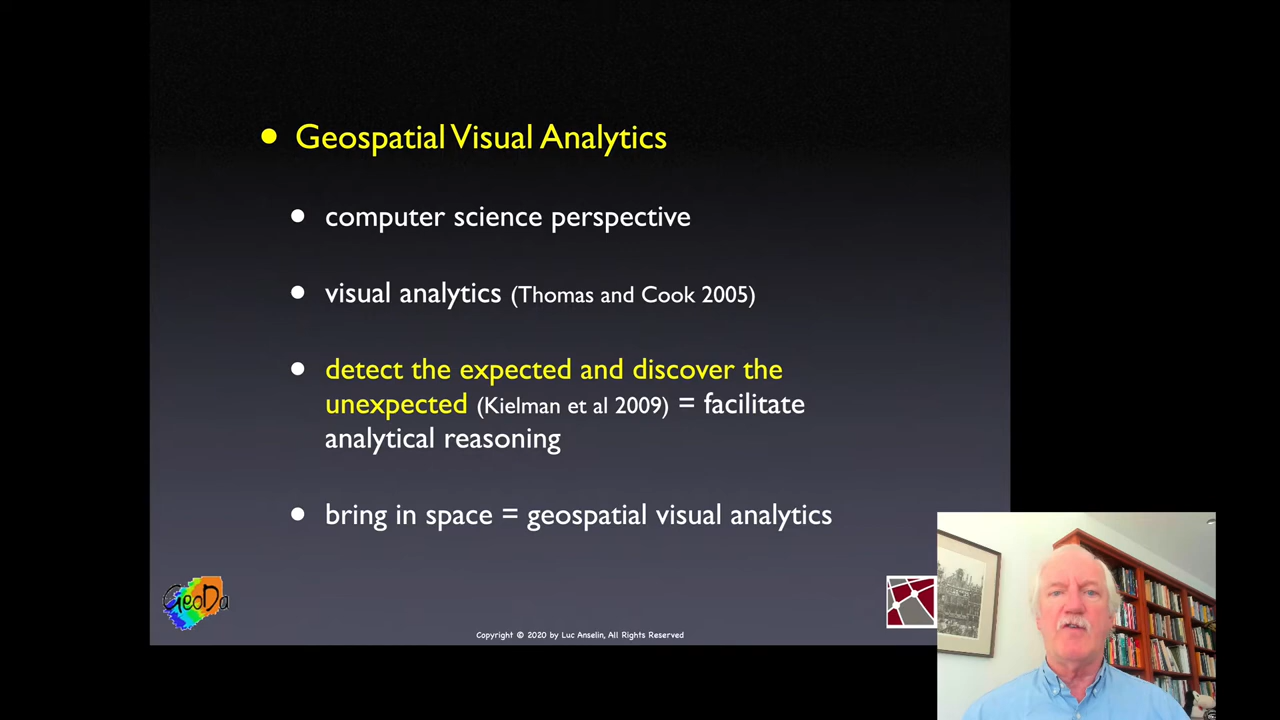 Geospatial Visual Analytics
computer science perspective
visual analytics (Thomas and Cook 2005)
detect the expected and discover the
unexpected (Kielman et al 2009) = facilitate
analytical reasoning
bring in space = geospatial visual analytics
GeoDa
Copyright © 2020 by Luc Anselin, All Rights Reserved